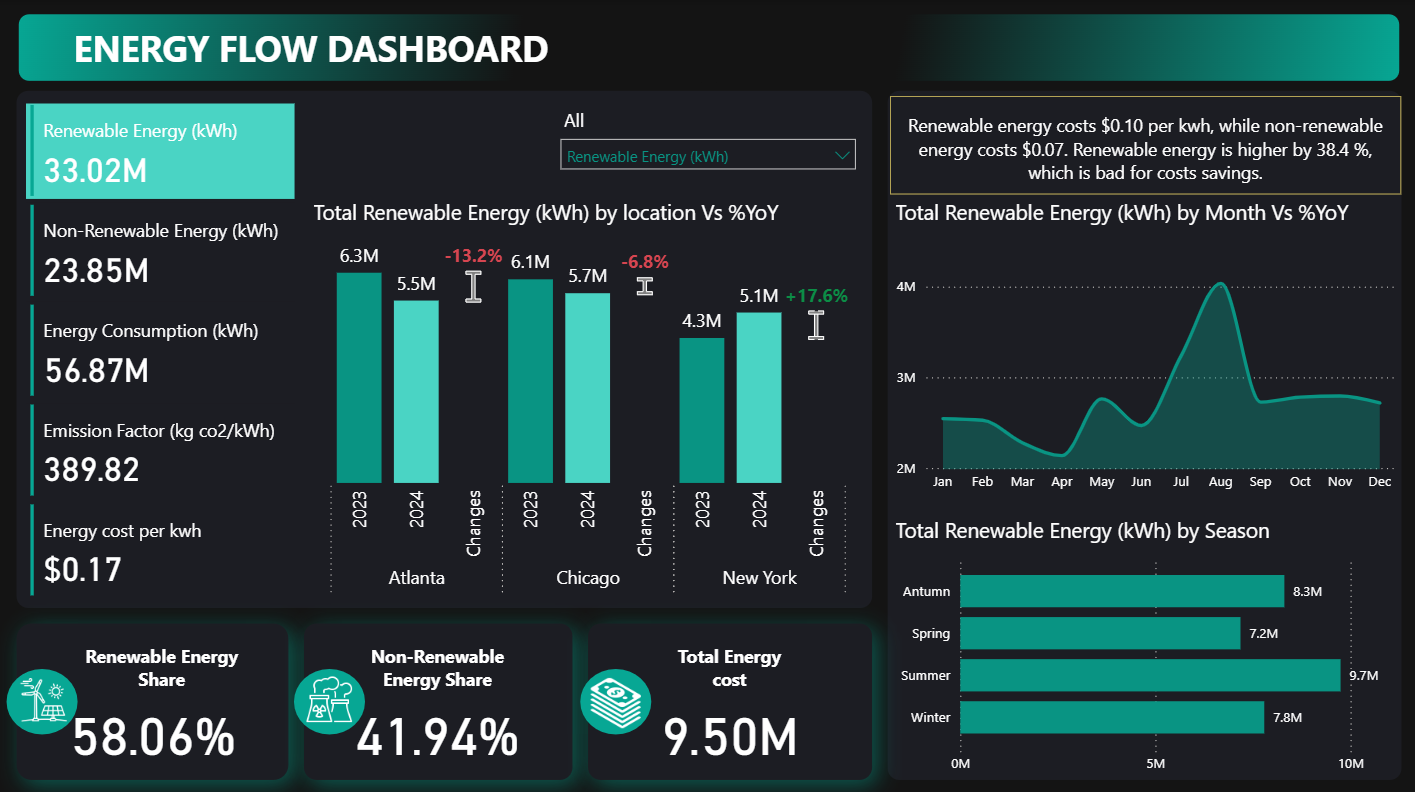 ENERGY FLOW DASHBOARD
Renewable Energy (kWh)
33.02M
Non-Renewable Energy (kWh)
23.85M
Energy Consumption (kWh)
56.87M
Emission Factor (kg co2/kWh)
389.82
Energy cost per kwh
$0.17
All
Renewable Energy (kWh)
Total Renewable Energy (kWh) by location Vs %YoY
6.3M
5.5M
-13.2%
6.1M
5.7M
-6.8%
4.3M
5.1M
+17.6%
2023
2024
Changes
2023
2024
Changes
2023
2024
Changes
Atlanta
Chicago
New York
Renewable Energy
Share
58.06%
Non-Renewable
Energy Share
41.94%
Total Energy
cost
9.50M
Renewable energy costs $0.10 per kwh, while non-renewable
energy costs $0.07. Renewable energy is higher by 38.4 %,
which is bad for costs savings.
Total Renewable Energy (kWh) by Month Vs %YoY
4M
3M
2M
Jan Feb Mar Apr May Jun Jul Aug Sep Oct Nov Dec
Total Renewable Energy (kWh) by Season
Antumn 8.3M
Spring 7.2M
Summer 9.7M
Winter 7.8M
0M 5M 10M